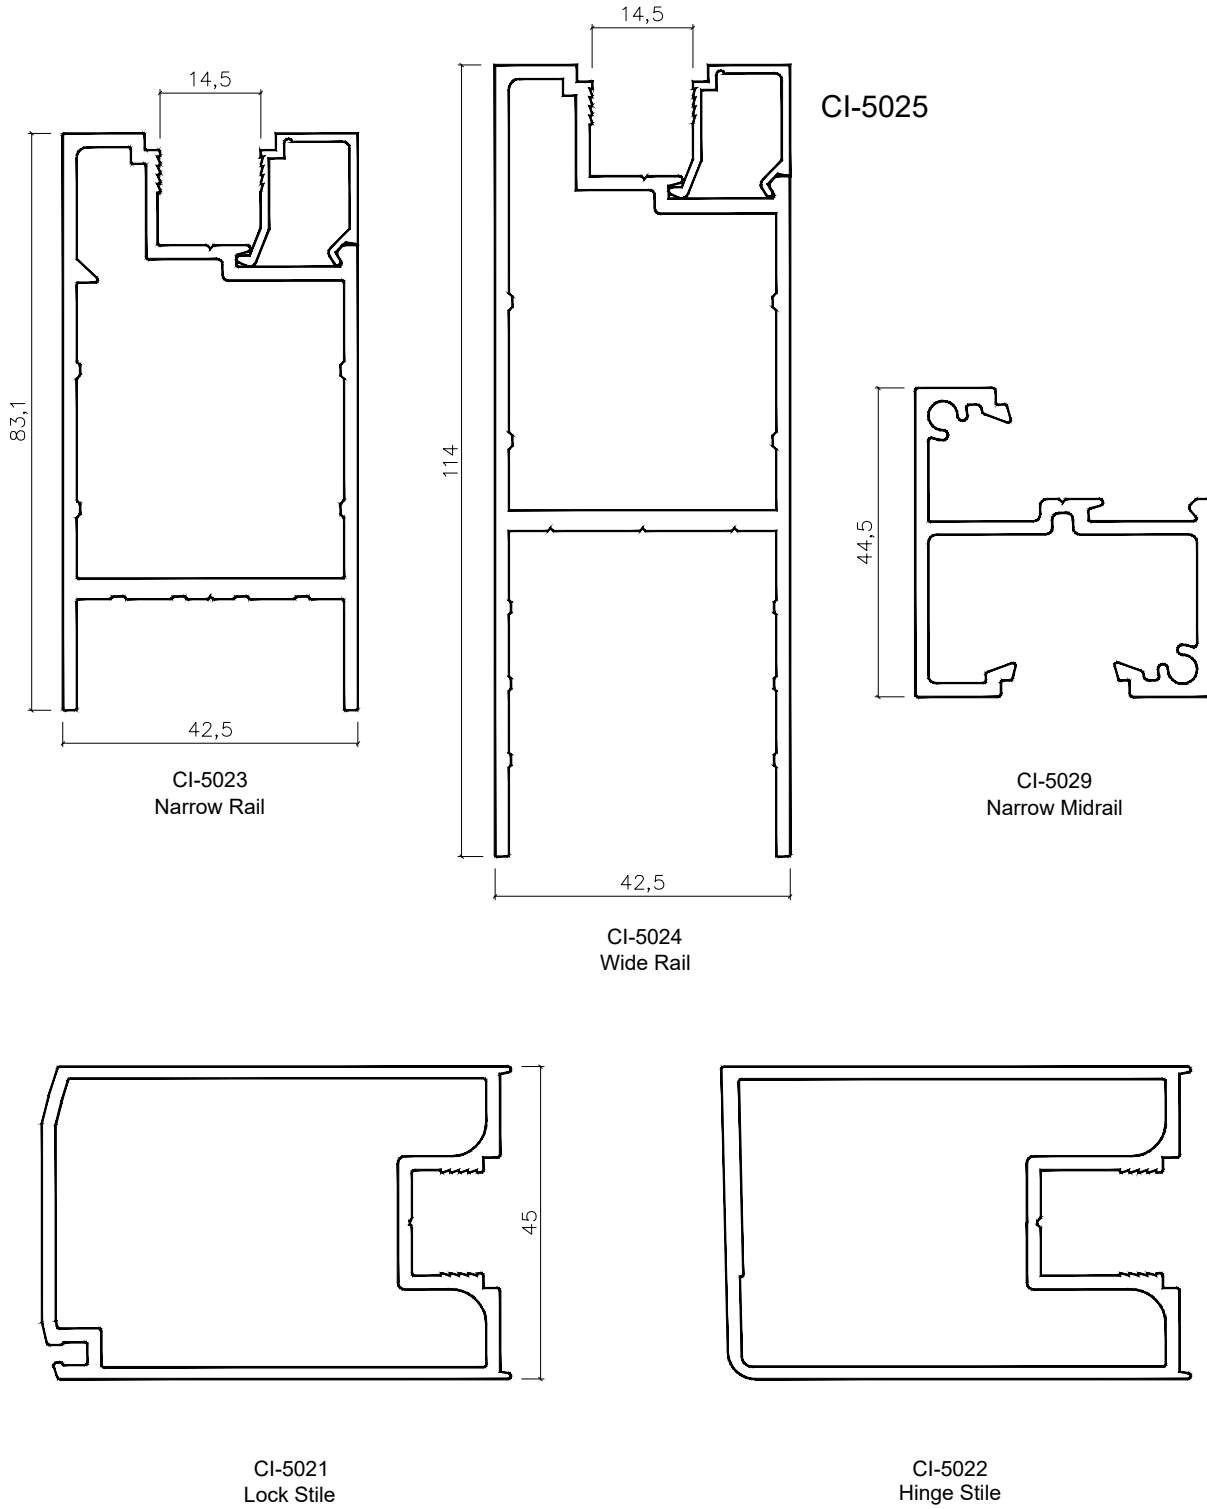 14,5
14,5
CI-5025
83,1
114
44,5
42,5
CI-5023
Narrow Rail
CI-5029
Narrow Midrail
42,5
CI-5024
Wide Rail
45
CI-5021
Lock Stile
CI-5022
Hinge Stile